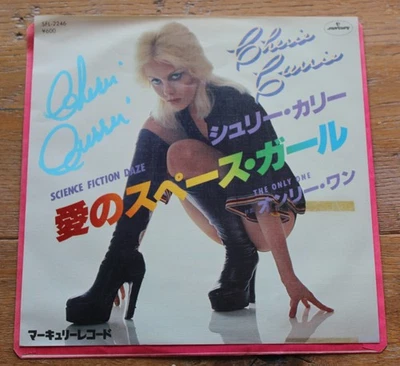 SFL-2246
¥600
mercury
Cherie
Currie
Cherie
Currie
シェリー・カリー
SCIENCE FICTION DAZE
愛のスペース・ガール
THE ONLY ONE
オンリー・ワン
マーキュリーレコード